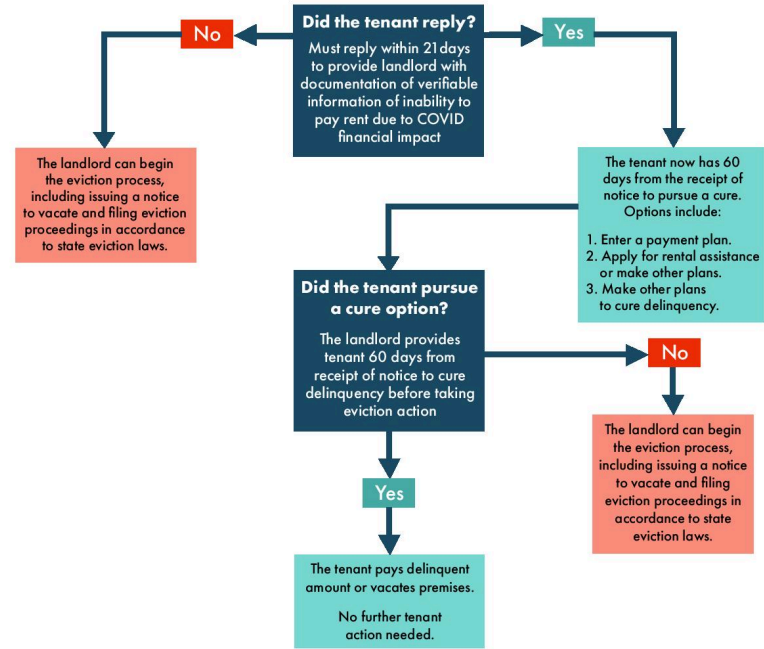 Did the tenant reply?
Must reply within 21days
to provide landlord with
documentation of verifiable
information of inability to
pay rent due to COVID
financial impact
No
Yes
The landlord can begin
the eviction process,
including issuing a notice
to vacate and filing eviction
proceedings in accordance
to state eviction laws.
The tenant now has 60
days from the receipt of
notice to pursue a cure.
Options include:
1. Enter a payment plan.
2. Apply for rental assistance
or make other plans.
3. Make other plans
to cure delinquency.
Did the tenant pursue
a cure option?
The landlord provides
tenant 60 days from
receipt of notice to cure
delinquency before taking
eviction action
No
The landlord can begin
the eviction process,
including issuing a notice
to vacate and filing
eviction proceedings in
accordance to state
eviction laws.
Yes
The tenant pays delinquent
amount or vacates premises.
No further tenant
action needed.